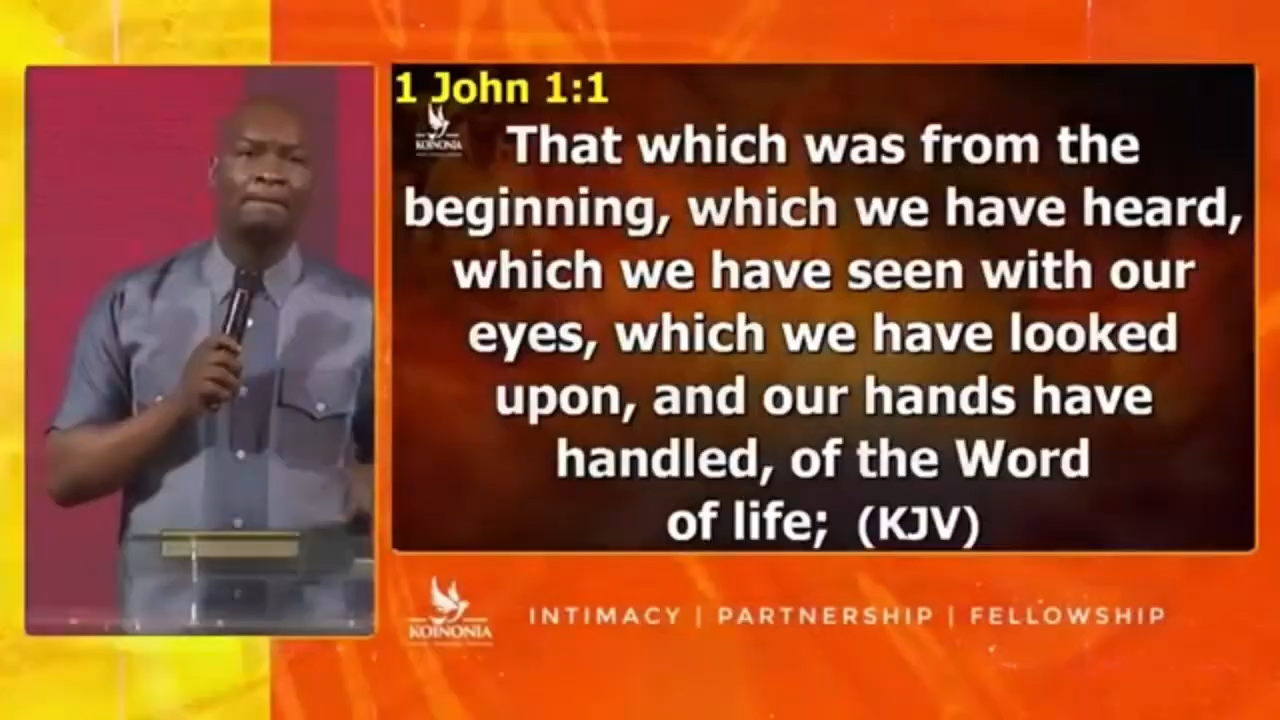 1 John 1:1
KOINONIA
That which was from the
beginning, which we have heard,
which we have seen with our
eyes, which we have looked
upon, and our hands have
handled, of the Word
of life; (KJV)
KOINONIA
INTIMACY | PARTNERSHIP | FELLOWSHIP